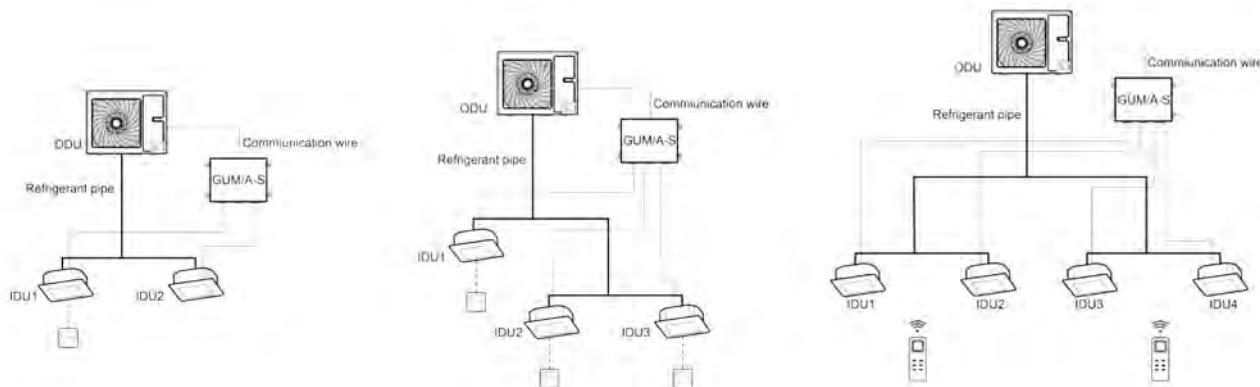 ODU
Communication wire
GUM/A-S
Refrigerant pipe
IDU1
IDU2
ODU
Communication wire
GUM/A-S
Refrigerant pipe
IDU1
IDU2
IDU3
ODU
Communication wire
GUM/A-S
Refrigerant pipe
IDU1
IDU2
IDU3
IDU4